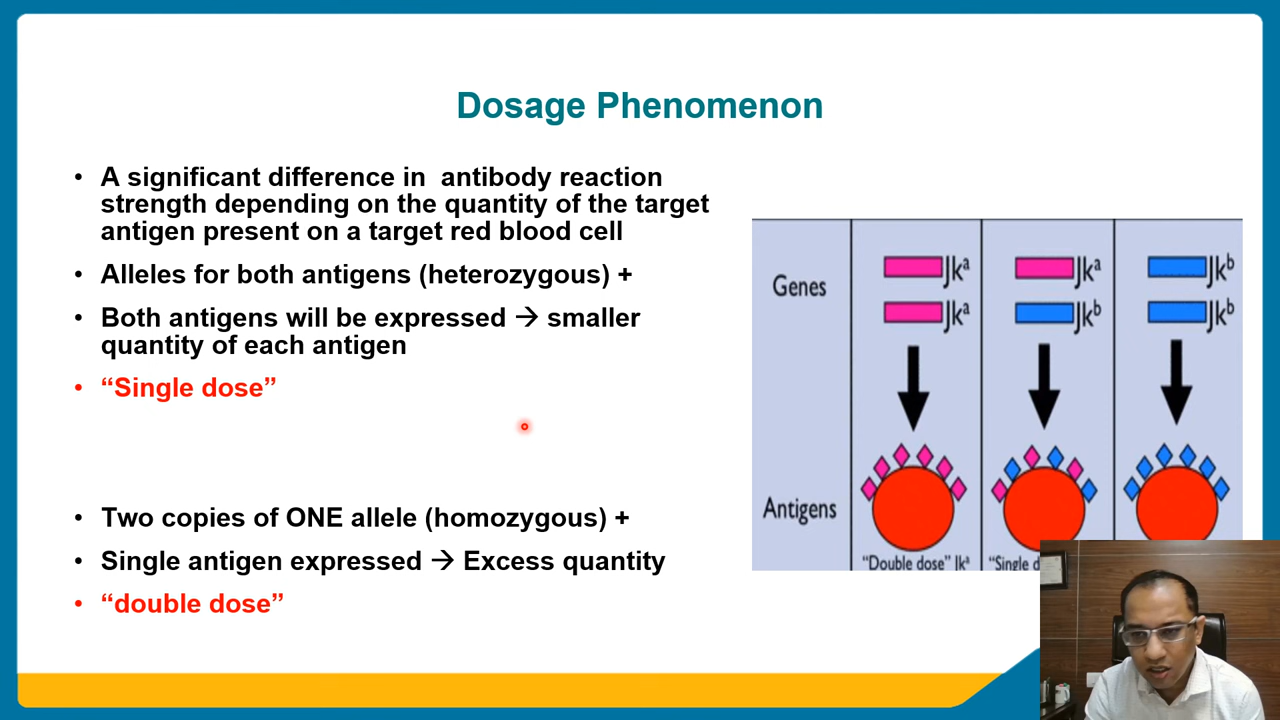 Dosage Phenomenon
• A significant difference in  antibody reaction
strength depending on the quantity of the target
antigen present on a target red blood cell
• Alleles for both antigens (heterozygous) +
• Both antigens will be expressed → smaller
quantity of each antigen
• “Single dose”
• Two copies of ONE allele (homozygous) +
• Single antigen expressed → Excess quantity
• “double dose”
Genes
Jkª Jkª Jkᵇ
Jkª Jkᵇ Jkᵇ
Antigens
“Double dose” Jkª “Single